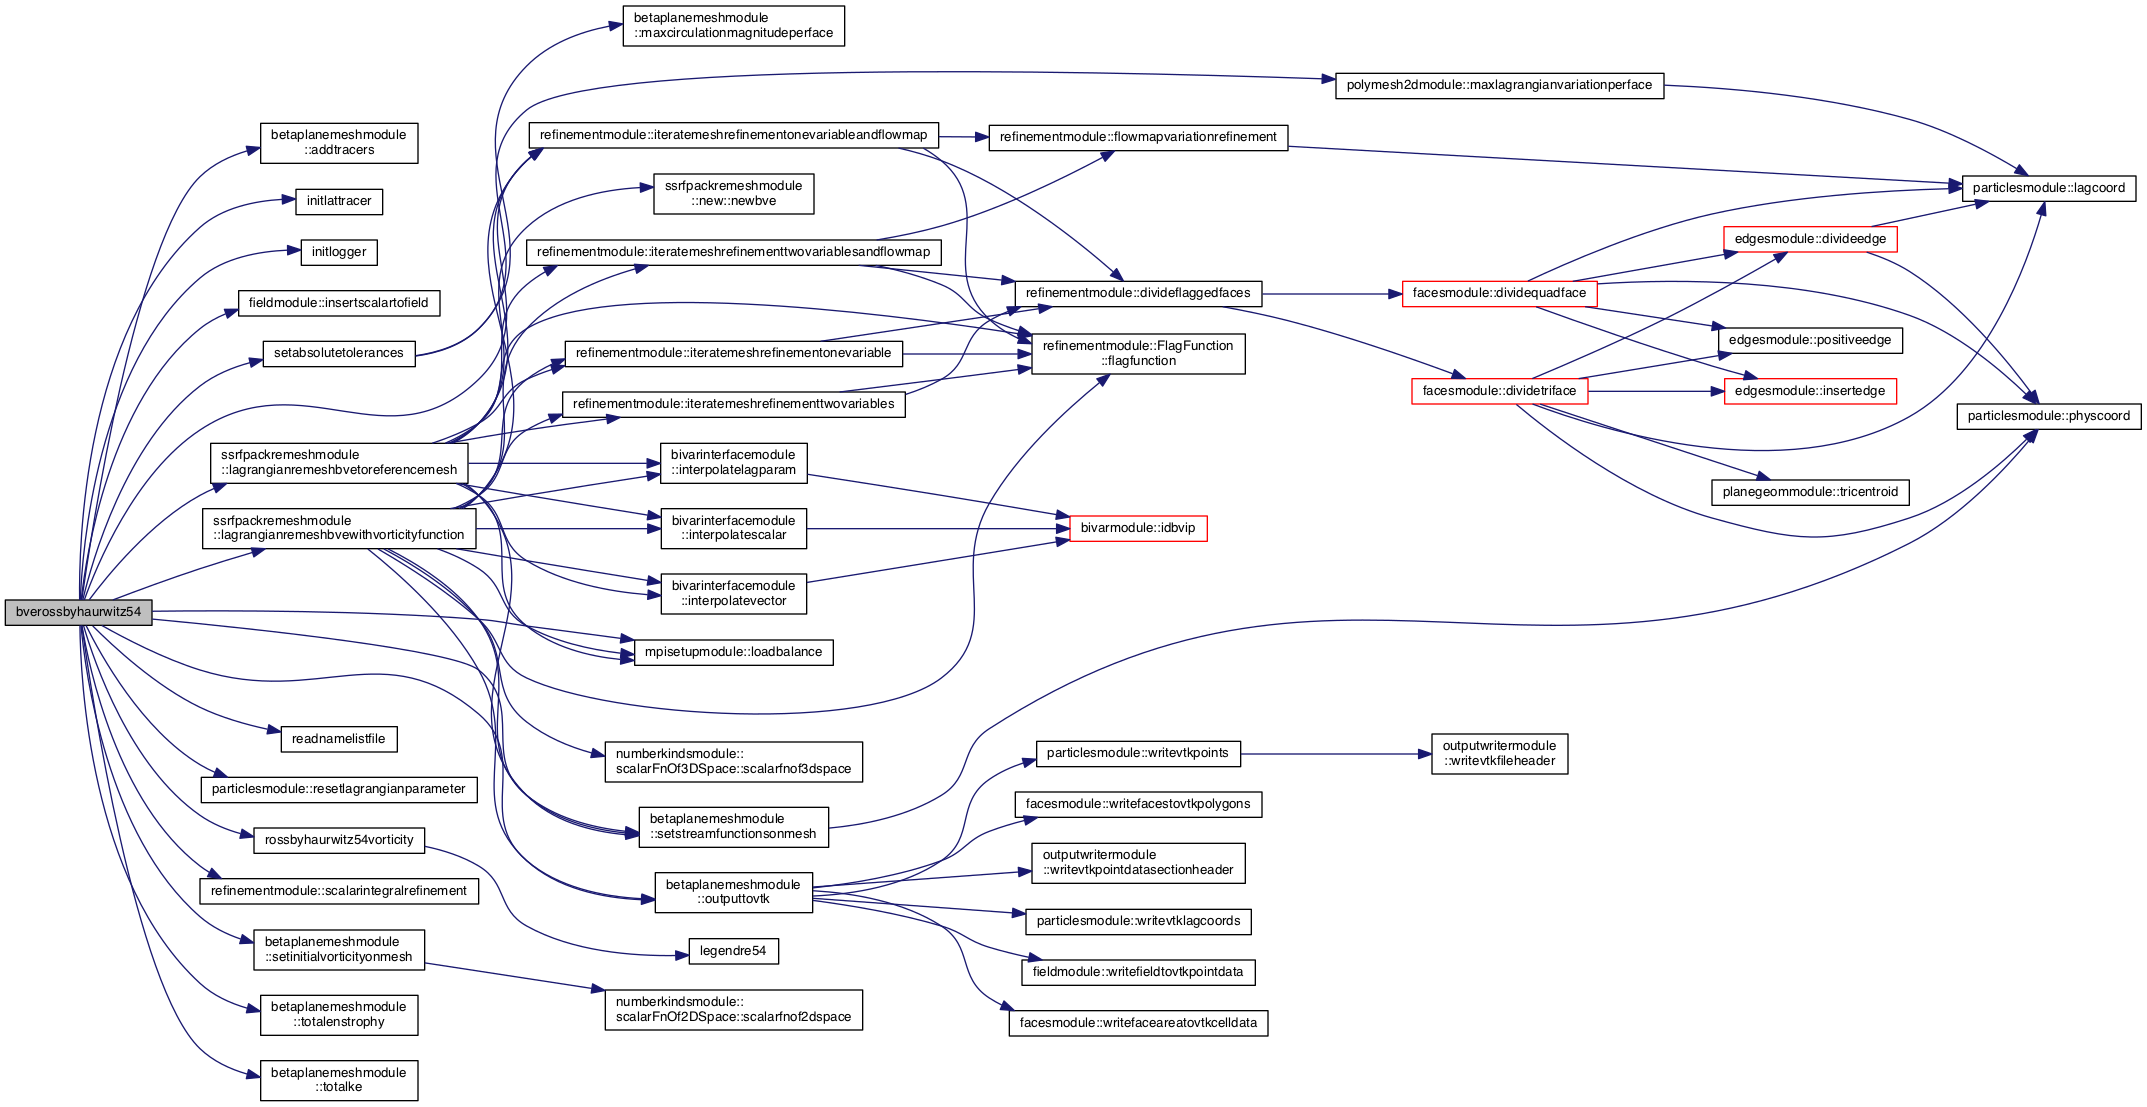 betaplanemeshmodule
::maxcirculationmagnitudeperface
polymesh2dmodule::maxlagrangianvariationperface
betaplanemeshmodule
::addtracers
refinementmodule::iteratemeshrefinementonevariableandflowmap
refinementmodule::flowmapvariationrefinement
ssrfpackremeshmodule
::new::newbve
particlesmodule::lagcoord
initlattracer
edgesmodule::divideedge
initlogger
refinementmodule::iteratemeshrefinementtwovariablesandflowmap
fieldmodule::insertscalartofield
refinementmodule::divideflaggedfaces
facesmodule::dividequadface
edgesmodule::positiveedge
setabsolutetolerances
refinementmodule::iteratemeshrefinementonevariable
refinementmodule::FlagFunction
::flagfunction
facesmodule::dividetriface
edgesmodule::insertedge
refinementmodule::iteratemeshrefinementtwovariables
particlesmodule::physcoord
ssrfpackremeshmodule
::lagrangianremeshbvetoreferencemesh
bivarinterfacemodule
::interpolatelagparam
planegeommodule::tricentroid
ssrfpackremeshmodule
::lagrangianremeshbvewithvorticityfunction
bivarinterfacemodule
::interpolatescalar
bivarmodule::idbvip
bivarinterfacemodule
::interpolatevector
bverossbyhaurwitz54
mpisetupmodule::loadbalance
readnamelistfile
numberkindsmodule::
scalarFnOf3DSpace::scalarfnof3dspace
particlesmodule::writevtkpoints
outputwritermodule
::writevtkfileheader
particlesmodule::resetlagrangianparameter
facesmodule::writefacestovtkpolygons
betaplanemeshmodule
::setstreamfunctionsonmesh
rossbyhaurwitz54vorticity
outputwritermodule
::writevtkpointdatasectionheader
refinementmodule::scalarintegralrefinement
betaplanemeshmodule
::outputtovtk
particlesmodule::writevtklagcoords
betaplanemeshmodule
::setinitialvorticityonmesh
legendre54
fieldmodule::writefieldtovtkpointdata
numberkindsmodule::
scalarFnOf2DSpace::scalarfnof2dspace
facesmodule::writefaceareatovtkcelldata
betaplanemeshmodule
::totalenstrophy
betaplanemeshmodule
::totalke